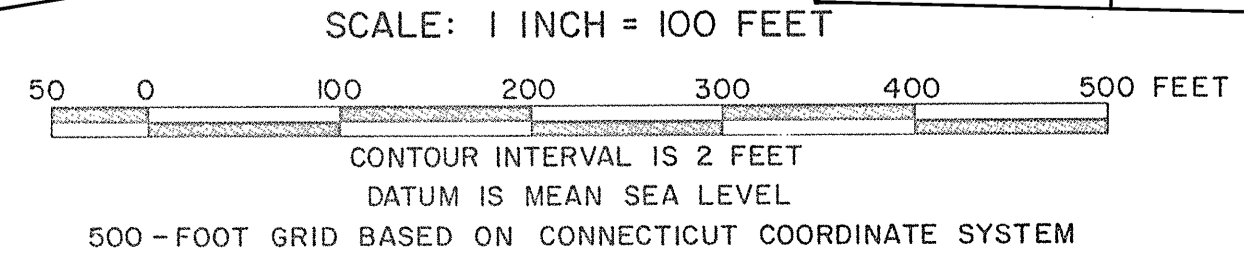 SCALE: 1 INCH = 100 FEET
50 0 100 200 300 400 500 FEET
CONTOUR INTERVAL IS 2 FEET
DATUM IS MEAN SEA LEVEL
500-FOOT GRID BASED ON CONNECTICUT COORDINATE SYSTEM